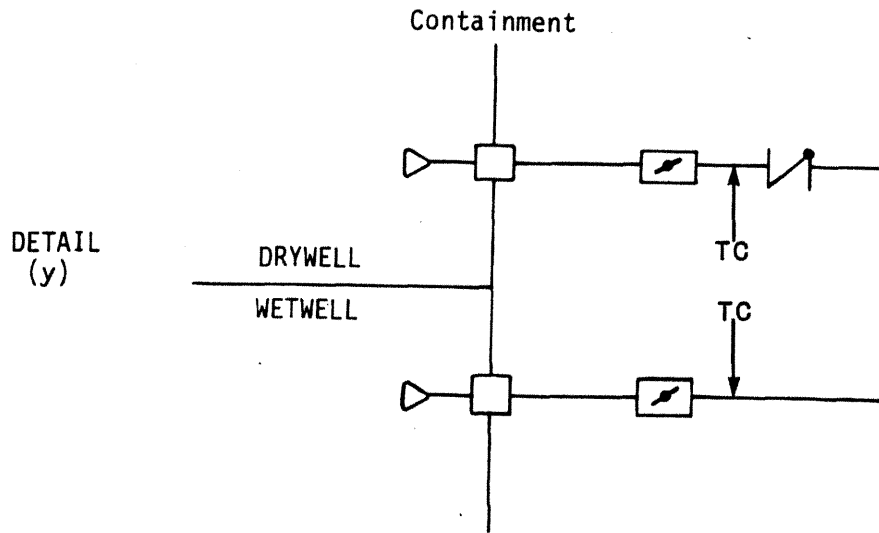 Containment
DETAIL
(y)
DRYWELL
WETWELL
TC
TC